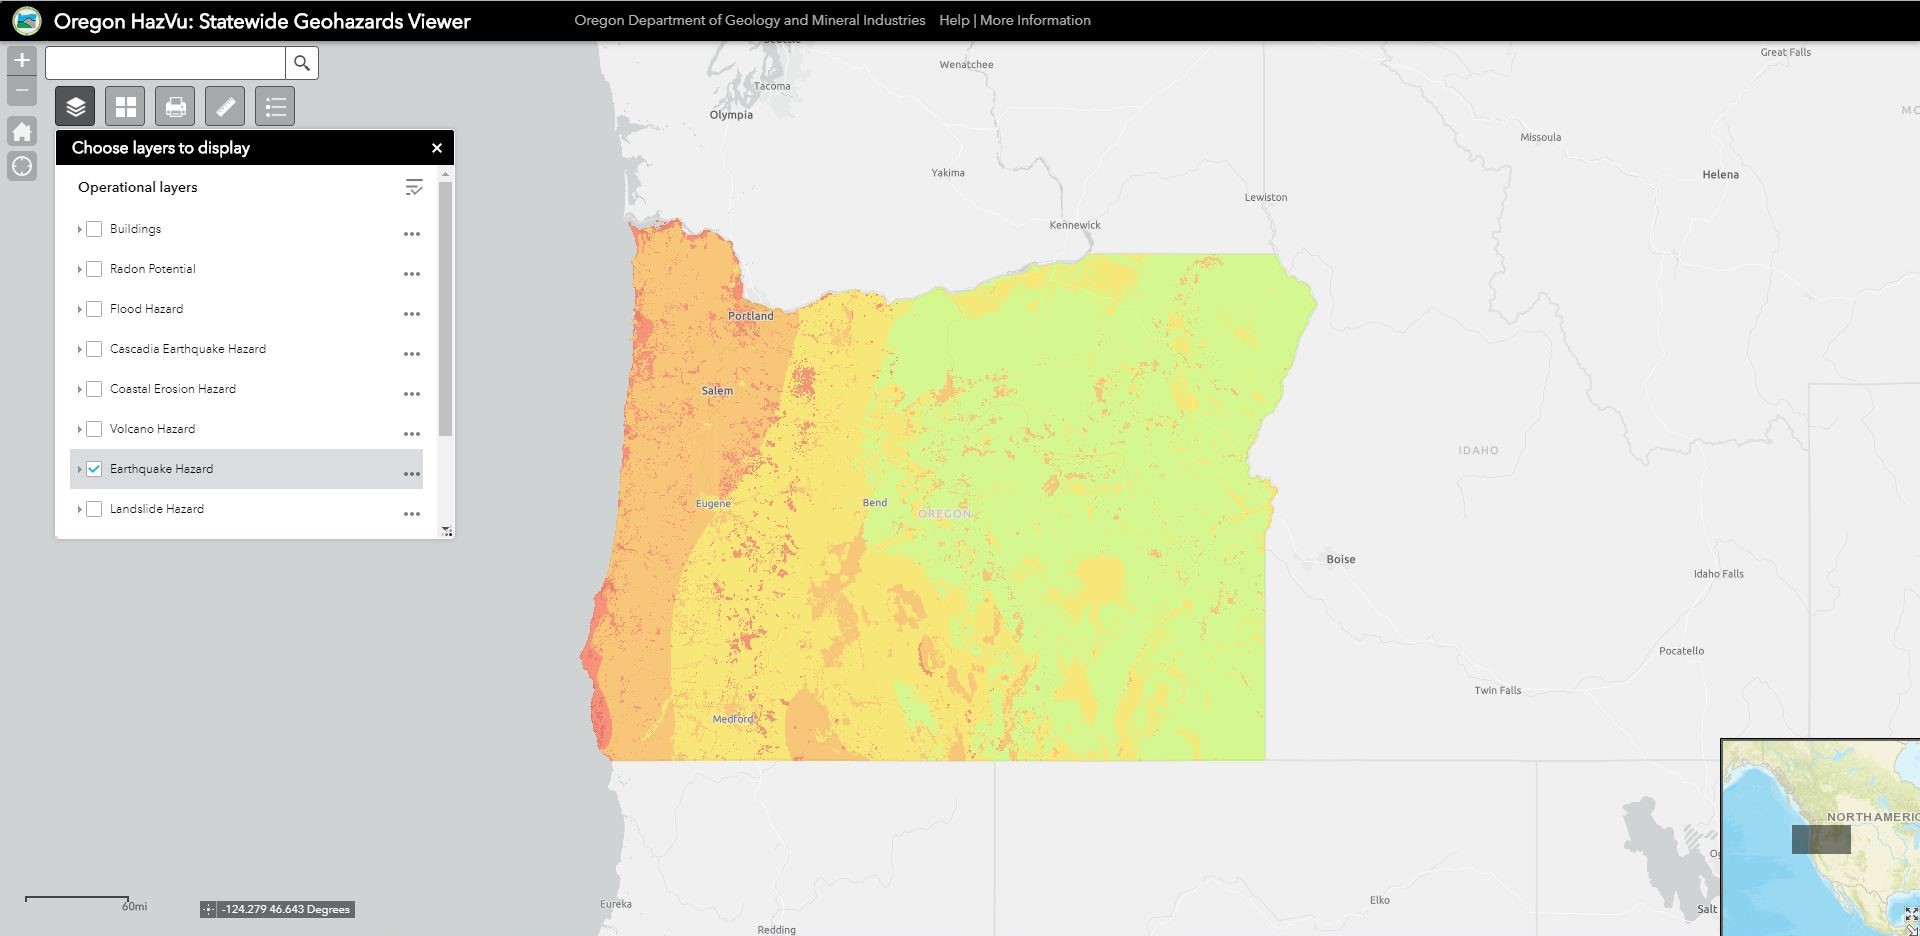 Oregon HazVu: Statewide Geohazards Viewer
Oregon Department of Geology and Mineral Industries
Help | More Information
+
−
Choose layers to display
×
Operational layers
Buildings
Radon Potential
Flood Hazard
Cascadia Earthquake Hazard
Coastal Erosion Hazard
Volcano Hazard
Earthquake Hazard
Landslide Hazard
Seattle
Great Falls
Wenatchee
Tacoma
Olympia
MO
Missoula
Yakima
Helena
Lewiston
Kennewick
Portland
Salem
IDAHO
Eugene
Bend
OREGON
Boise
Idaho Falls
Pocatello
Twin Falls
Medford
NORTH AMERIC
Og
Elko
Eureka
Salt
Redding
60mi
-124.279 46.643 Degrees